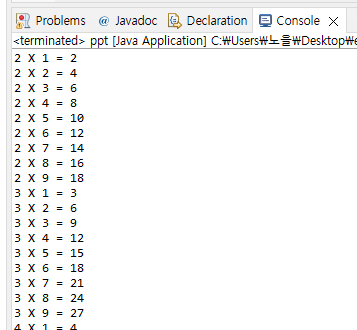 Problems @ Javadoc Declaration Console
<terminated> ppt [Java Application] C:₩Users₩노을₩Desktop₩e
2 X 1 = 2
2 X 2 = 4
2 X 3 = 6
2 X 4 = 8
2 X 5 = 10
2 X 6 = 12
2 X 7 = 14
2 X 8 = 16
2 X 9 = 18
3 X 1 = 3
3 X 2 = 6
3 X 3 = 9
3 X 4 = 12
3 X 5 = 15
3 X 6 = 18
3 X 7 = 21
3 X 8 = 24
3 X 9 = 27
4 X 1 = 4